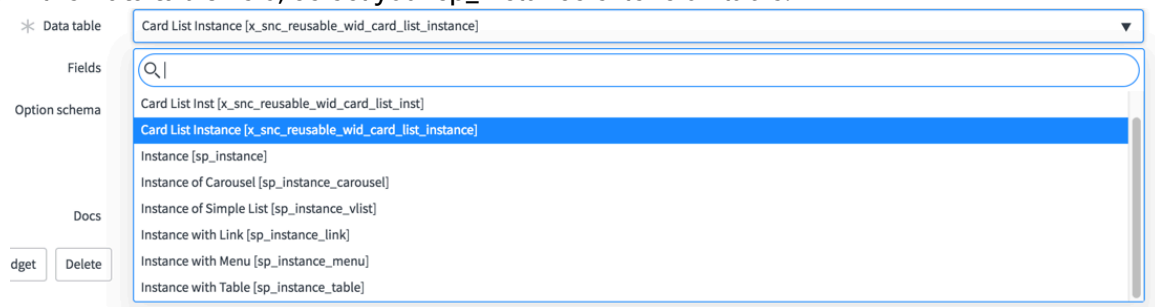 Data table
Card List Instance [x_snc_reusable_wid_card_list_instance]
Fields
Option schema
Card List Inst [x_snc_reusable_wid_card_list_inst]
Card List Instance [x_snc_reusable_wid_card_list_instance]
Instance [sp_instance]
Instance of Carousel [sp_instance_carousel]
Instance of Simple List [sp_instance_vlist]
Docs
Instance with Link [sp_instance_link]
dget
Delete
Instance with Menu [sp_instance_menu]
Instance with Table [sp_instance_table]